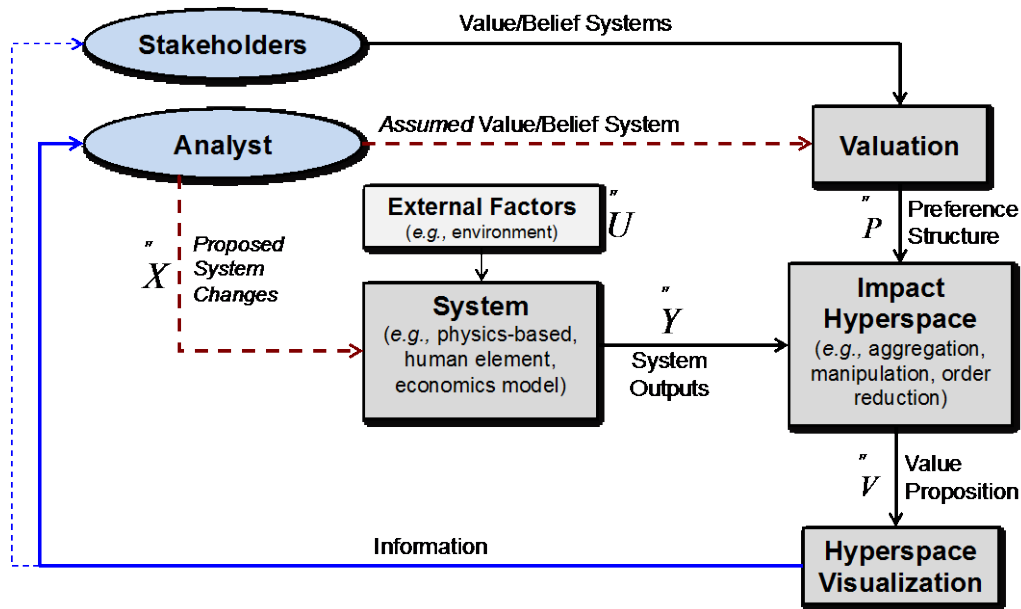 Stakeholders
Value/Belief Systems
Analyst
Assumed Value/Belief System
Valuation
External Factors
(e.g., environment)
″
U
″
P
Preference
Structure
″
X
Proposed
System
Changes
System
(e.g., physics-based,
human element,
economics model)
″
Y
System
Outputs
Impact
Hyperspace
(e.g., aggregation,
manipulation, order
reduction)
″
V
Value
Proposition
Information
Hyperspace
Visualization